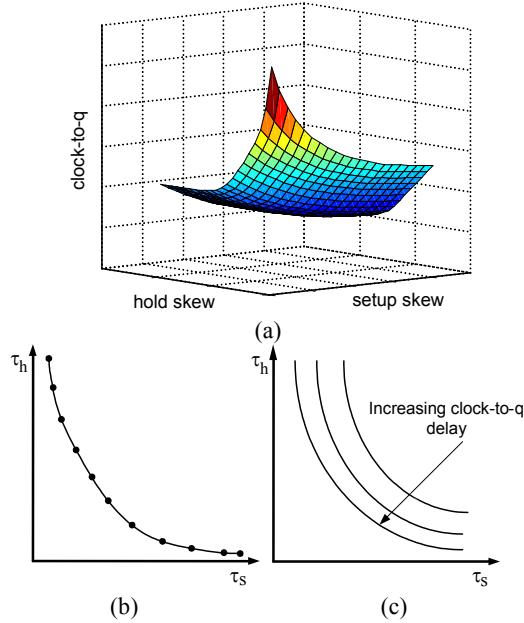 clock-to-q
hold skew
setup skew
(a)
τh
τh
Increasing clock-to-q
delay
τs
τs
(b)
(c)